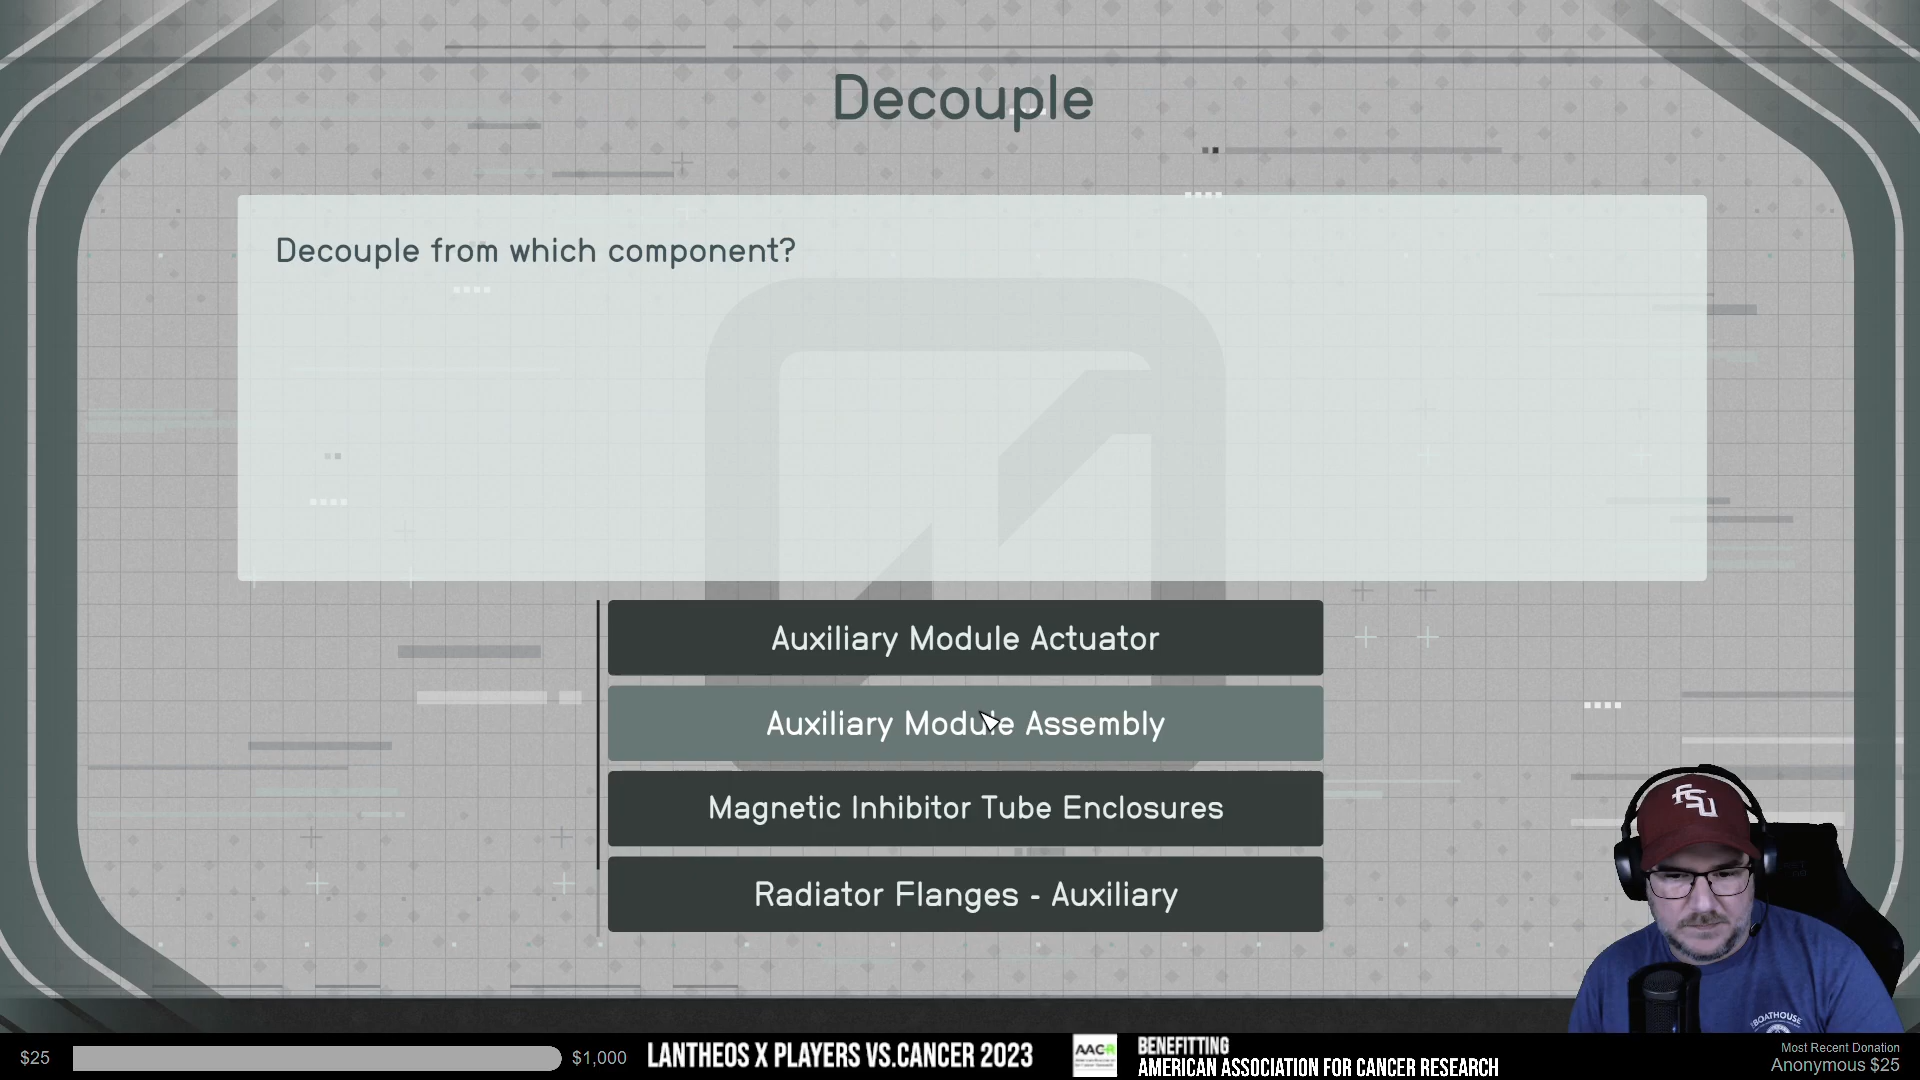 Decouple
Decouple from which component?
Auxiliary Module Actuator
Auxiliary Module Assembly
Magnetic Inhibitor Tube Enclosures
Radiator Flanges - Auxiliary
FSU
BOATHOUSE
$25
$1,000
LANTHEOS X PLAYERS VS.CANCER 2023
AACR
BENEFITTING
AMERICAN ASSOCIATION FOR CANCER RESEARCH
Most Recent Donation
Anonymous $25